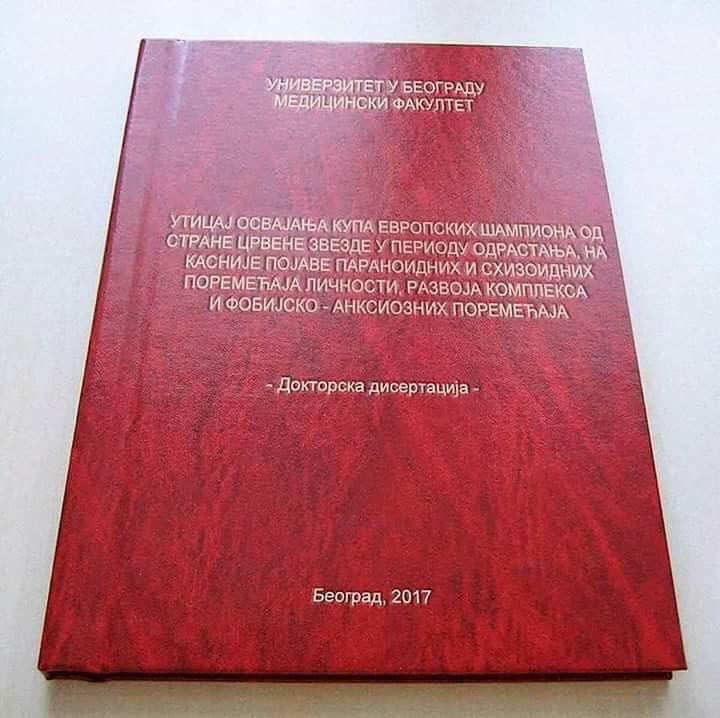 УНИВЕРЗИТЕТ У БЕОГРАДУ
МЕДИЦИНСКИ ФАКУЛТЕТ
УТИЦАЈ ОСВАЈАЊА КУПА ЕВРОПСКИХ ШАМПИОНА ОД
СТРАНЕ ЦРВЕНЕ ЗВЕЗДЕ У ПЕРИОДУ ОДРАСТАЊА, НА
КАСНИЈЕ ПОЈАВЕ ПАРАНОИДНИХ И СХИЗОИДНИХ
ПОРЕМЕЋАЈА ЛИЧНОСТИ, РАЗВОЈА КОМПЛЕКСА
И ФОБИЈСКО - АНКСИОЗНИХ ПОРЕМЕЋАЈА
- Докторска дисертација -
Београд, 2017